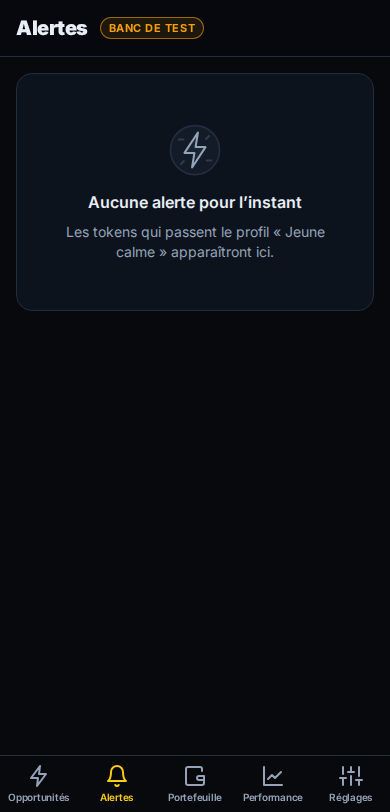 Alertes
BANC DE TEST
Aucune alerte pour l’instant
Les tokens qui passent le profil « Jeune
calme » apparaîtront ici.
Opportunités
Alertes
Portefeuille
Performance
Réglages